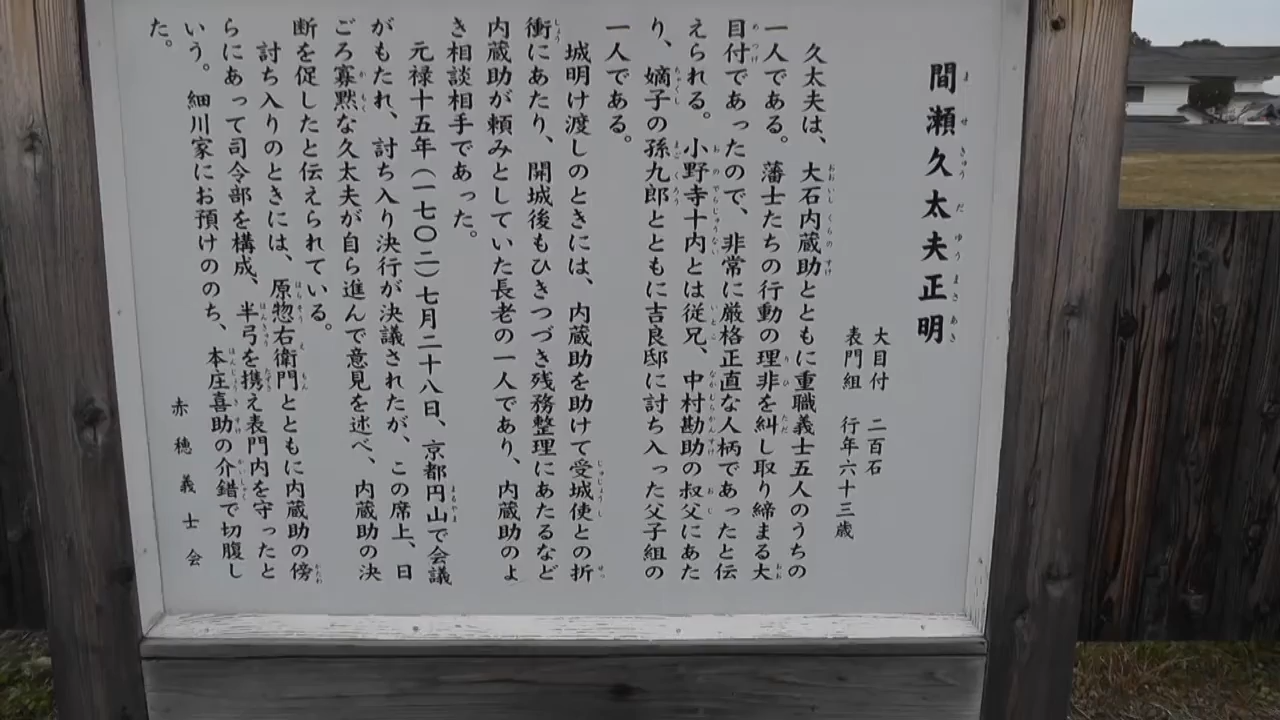 間瀬久太夫正明
大目付　二百石
表門組　行年六十三歳
久太夫は、大石内蔵助とともに重職義士五人のうちの
一人である。藩士たちの行動の理非を糾し取り締まる大
目付であったので、非常に厳格正直な人柄であったと伝
えられる。小野寺十内とは従兄、中村勘助の叔父にあた
り、嫡子の孫九郎とともに吉良邸に討ち入った父子組の
一人である。
城明け渡しのときには、内蔵助を助けて受城使との折
衝にあたり、開城後もひきつづき残務整理にあたるなど
内蔵助が頼みとしていた長老の一人であり、内蔵助のよ
き相談相手であった。
元禄十五年（一七〇二）七月二十八日、京都円山で会議
がもたれ、討ち入り決行が決議されたが、この席上、日
ごろ寡黙な久太夫が自ら進んで意見を述べ、内蔵助の決
断を促したと伝えられている。
討ち入りのときには、原惣右衛門とともに内蔵助の傍
らにあって司令部を構成、半弓を携え表門内を守ったと
いう。細川家にお預けののち、本庄喜助の介錯で切腹し
た。
赤穂義士会